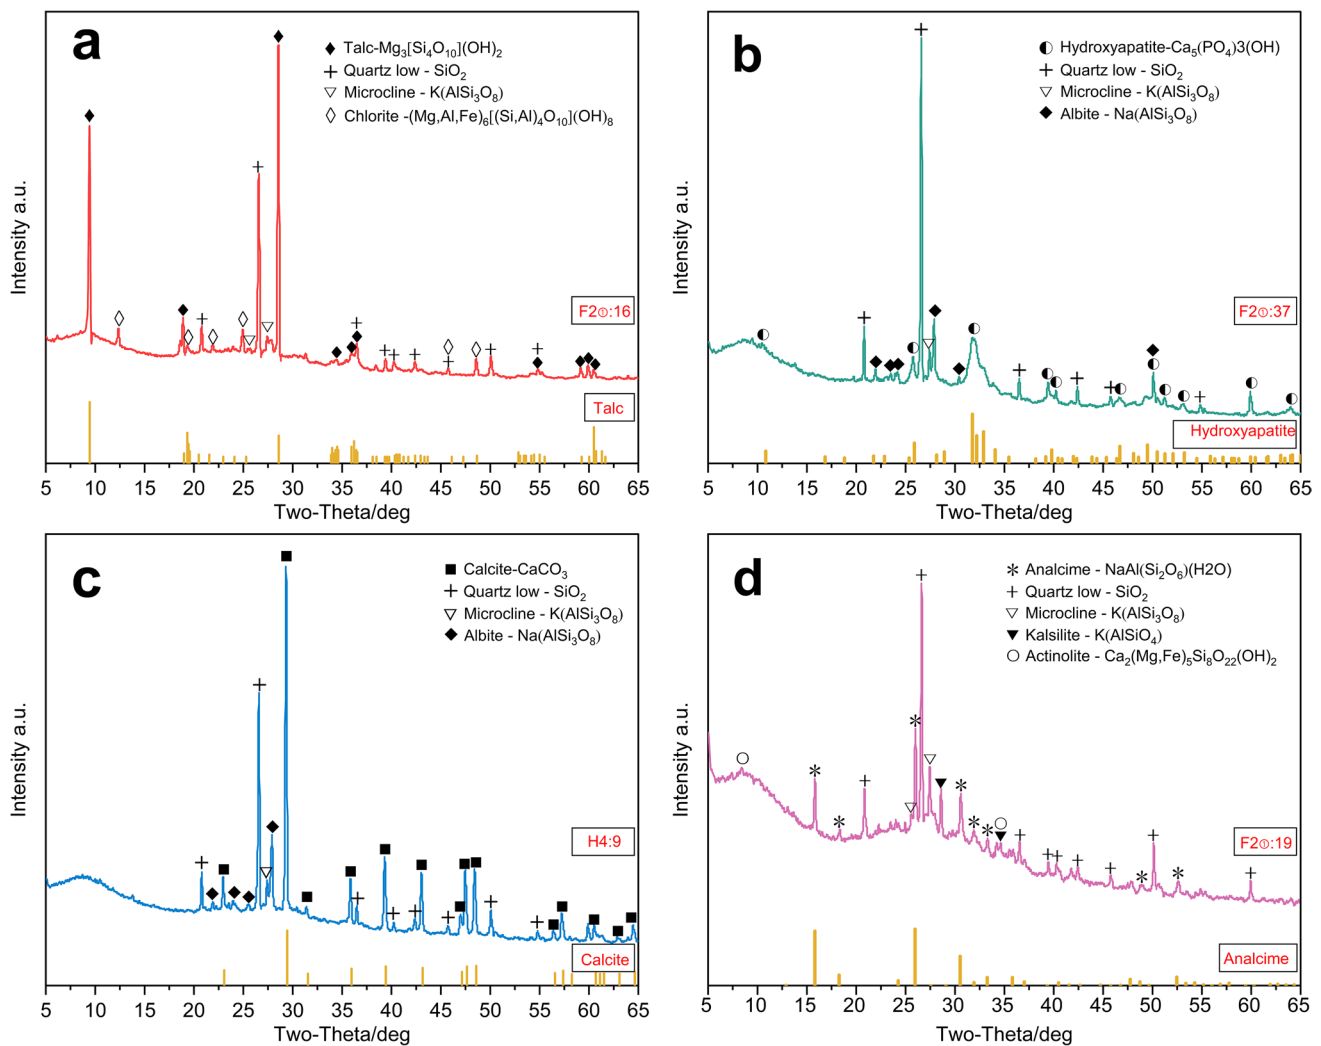 a
◆ Talc-Mg₃[Si₄O₁₀](OH)₂
+ Quartz low - SiO₂
▽ Microcline - K(AlSi₃O₈)
◇ Chlorite -(Mg,Al,Fe)₆[(Si,Al)₄O₁₀](OH)₈
Intensity a.u.
F2①:16
Talc
5 10 15 20 25 30 35 40 45 50 55 60 65
Two-Theta/deg
b
◐ Hydroxyapatite-Ca₅(PO₄)3(OH)
+ Quartz low - SiO₂
▽ Microcline - K(AlSi₃O₈)
◆ Albite - Na(AlSi₃O₈)
Intensity a.u.
F2①:37
Hydroxyapatite
5 10 15 20 25 30 35 40 45 50 55 60 65
Two-Theta/deg
c
■ Calcite-CaCO₃
+ Quartz low - SiO₂
▽ Microcline - K(AlSi₃O₈)
◆ Albite - Na(AlSi₃O₈)
Intensity a.u.
H4:9
Calcite
5 10 15 20 25 30 35 40 45 50 55 60 65
Two-Theta/deg
d
* Analcime - NaAl(Si₂O₆)(H2O)
+ Quartz low - SiO₂
▽ Microcline - K(AlSi₃O₈)
▼ Kalsilite - K(AlSiO₄)
○ Actinolite - Ca₂(Mg,Fe)₅Si₈O₂₂(OH)₂
Intensity a.u.
F2①:19
Analcime
5 10 15 20 25 30 35 40 45 50 55 60 65
Two-Theta/deg